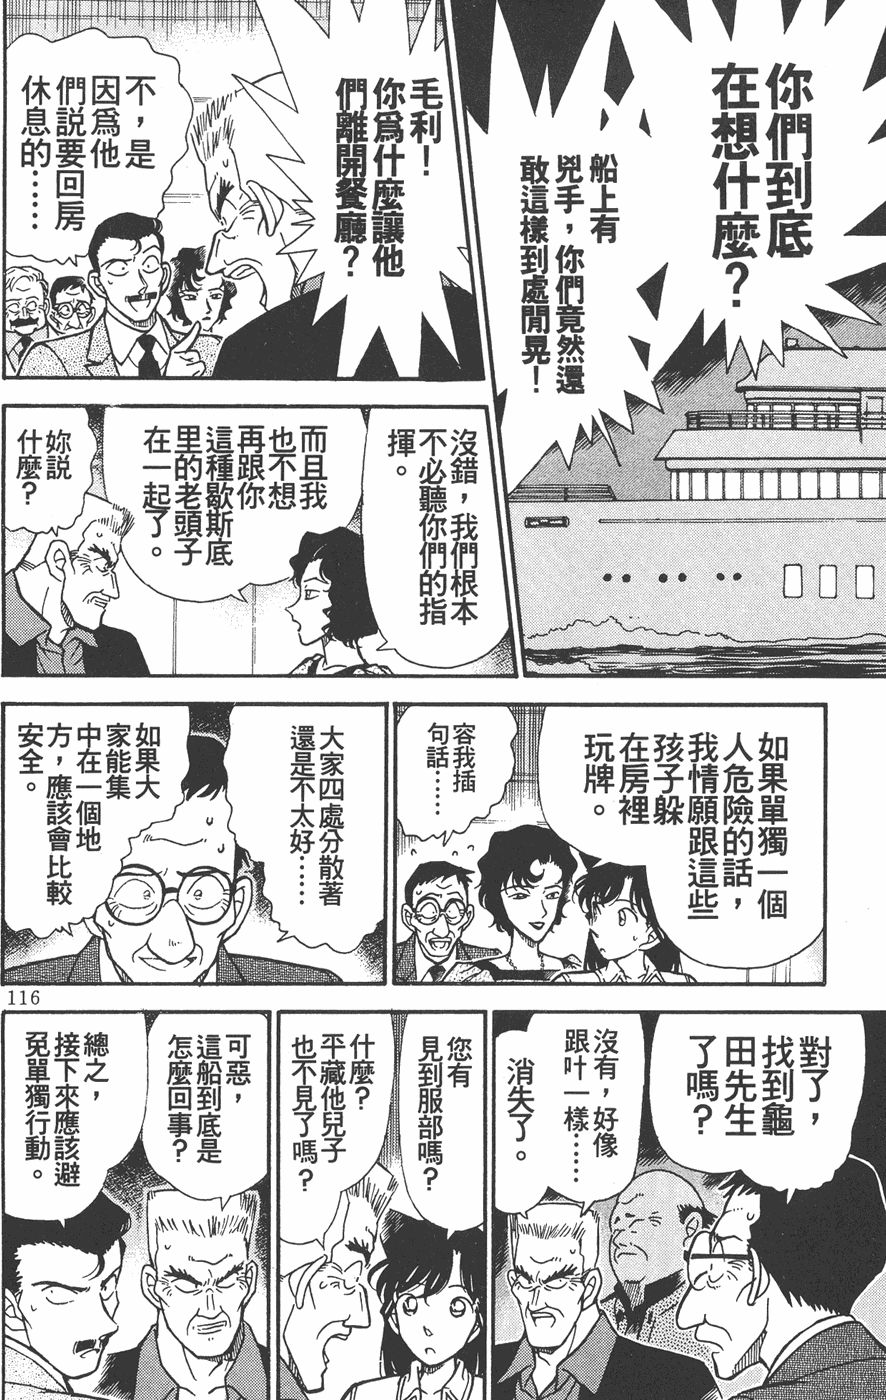 你們到底
在想什麼？
船上有
兇手，你們竟然還
敢這樣到處閒晃！
毛利！
你爲什麼讓他
們離開餐廳？
不，是
因爲他
們説要回房
休息的……
沒錯，我們根本
不必聽你們的指
揮。
而且我
也不想
再跟你
這種歇斯底
里的老頭子
在一起了。
妳説
什麼？
如果單獨一個
人危險的話，
我情願跟這些
孩子躲
在房裡
玩牌。
容我插
句話……
大家四處分散著
還是不太好……
如果大
家能集
中在一個地
方，應該會比較
安全。
116
對了，
找到龜
田先生
了嗎？
沒有，好像
跟叶一樣……
消失了。
您有
見到服部嗎？
什麼？
平藏他兒子
也不見了嗎？
可惡，
這船到底是
怎麼回事？
總之，
接下來應該避
免單獨行動。